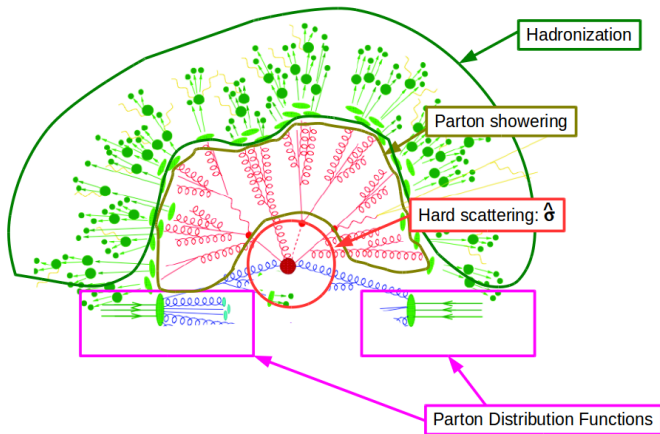 Hadronization
Parton showering
Hard scattering: σ̂
Parton Distribution Functions